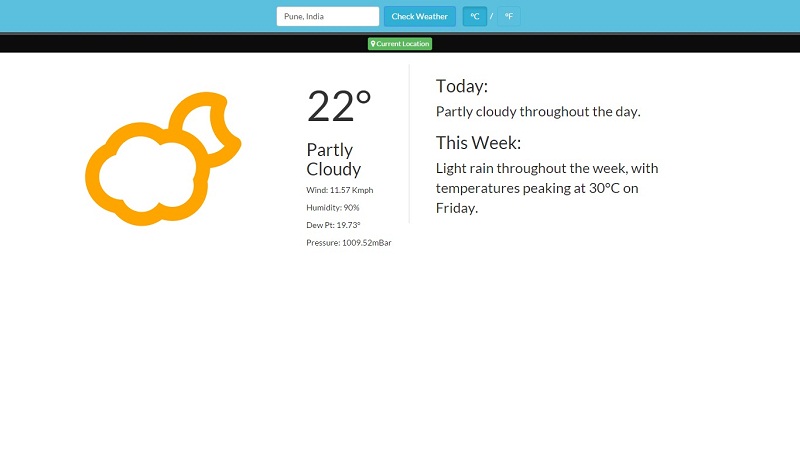 Pune, India Check Weather °C / °F
Current Location
22°
Partly
Cloudy
Wind: 11.57 Kmph
Humidity: 90%
Dew Pt: 19.73°
Pressure: 1009.52mBar
Today:
Partly cloudy throughout the day.
This Week:
Light rain throughout the week, with
temperatures peaking at 30°C on
Friday.